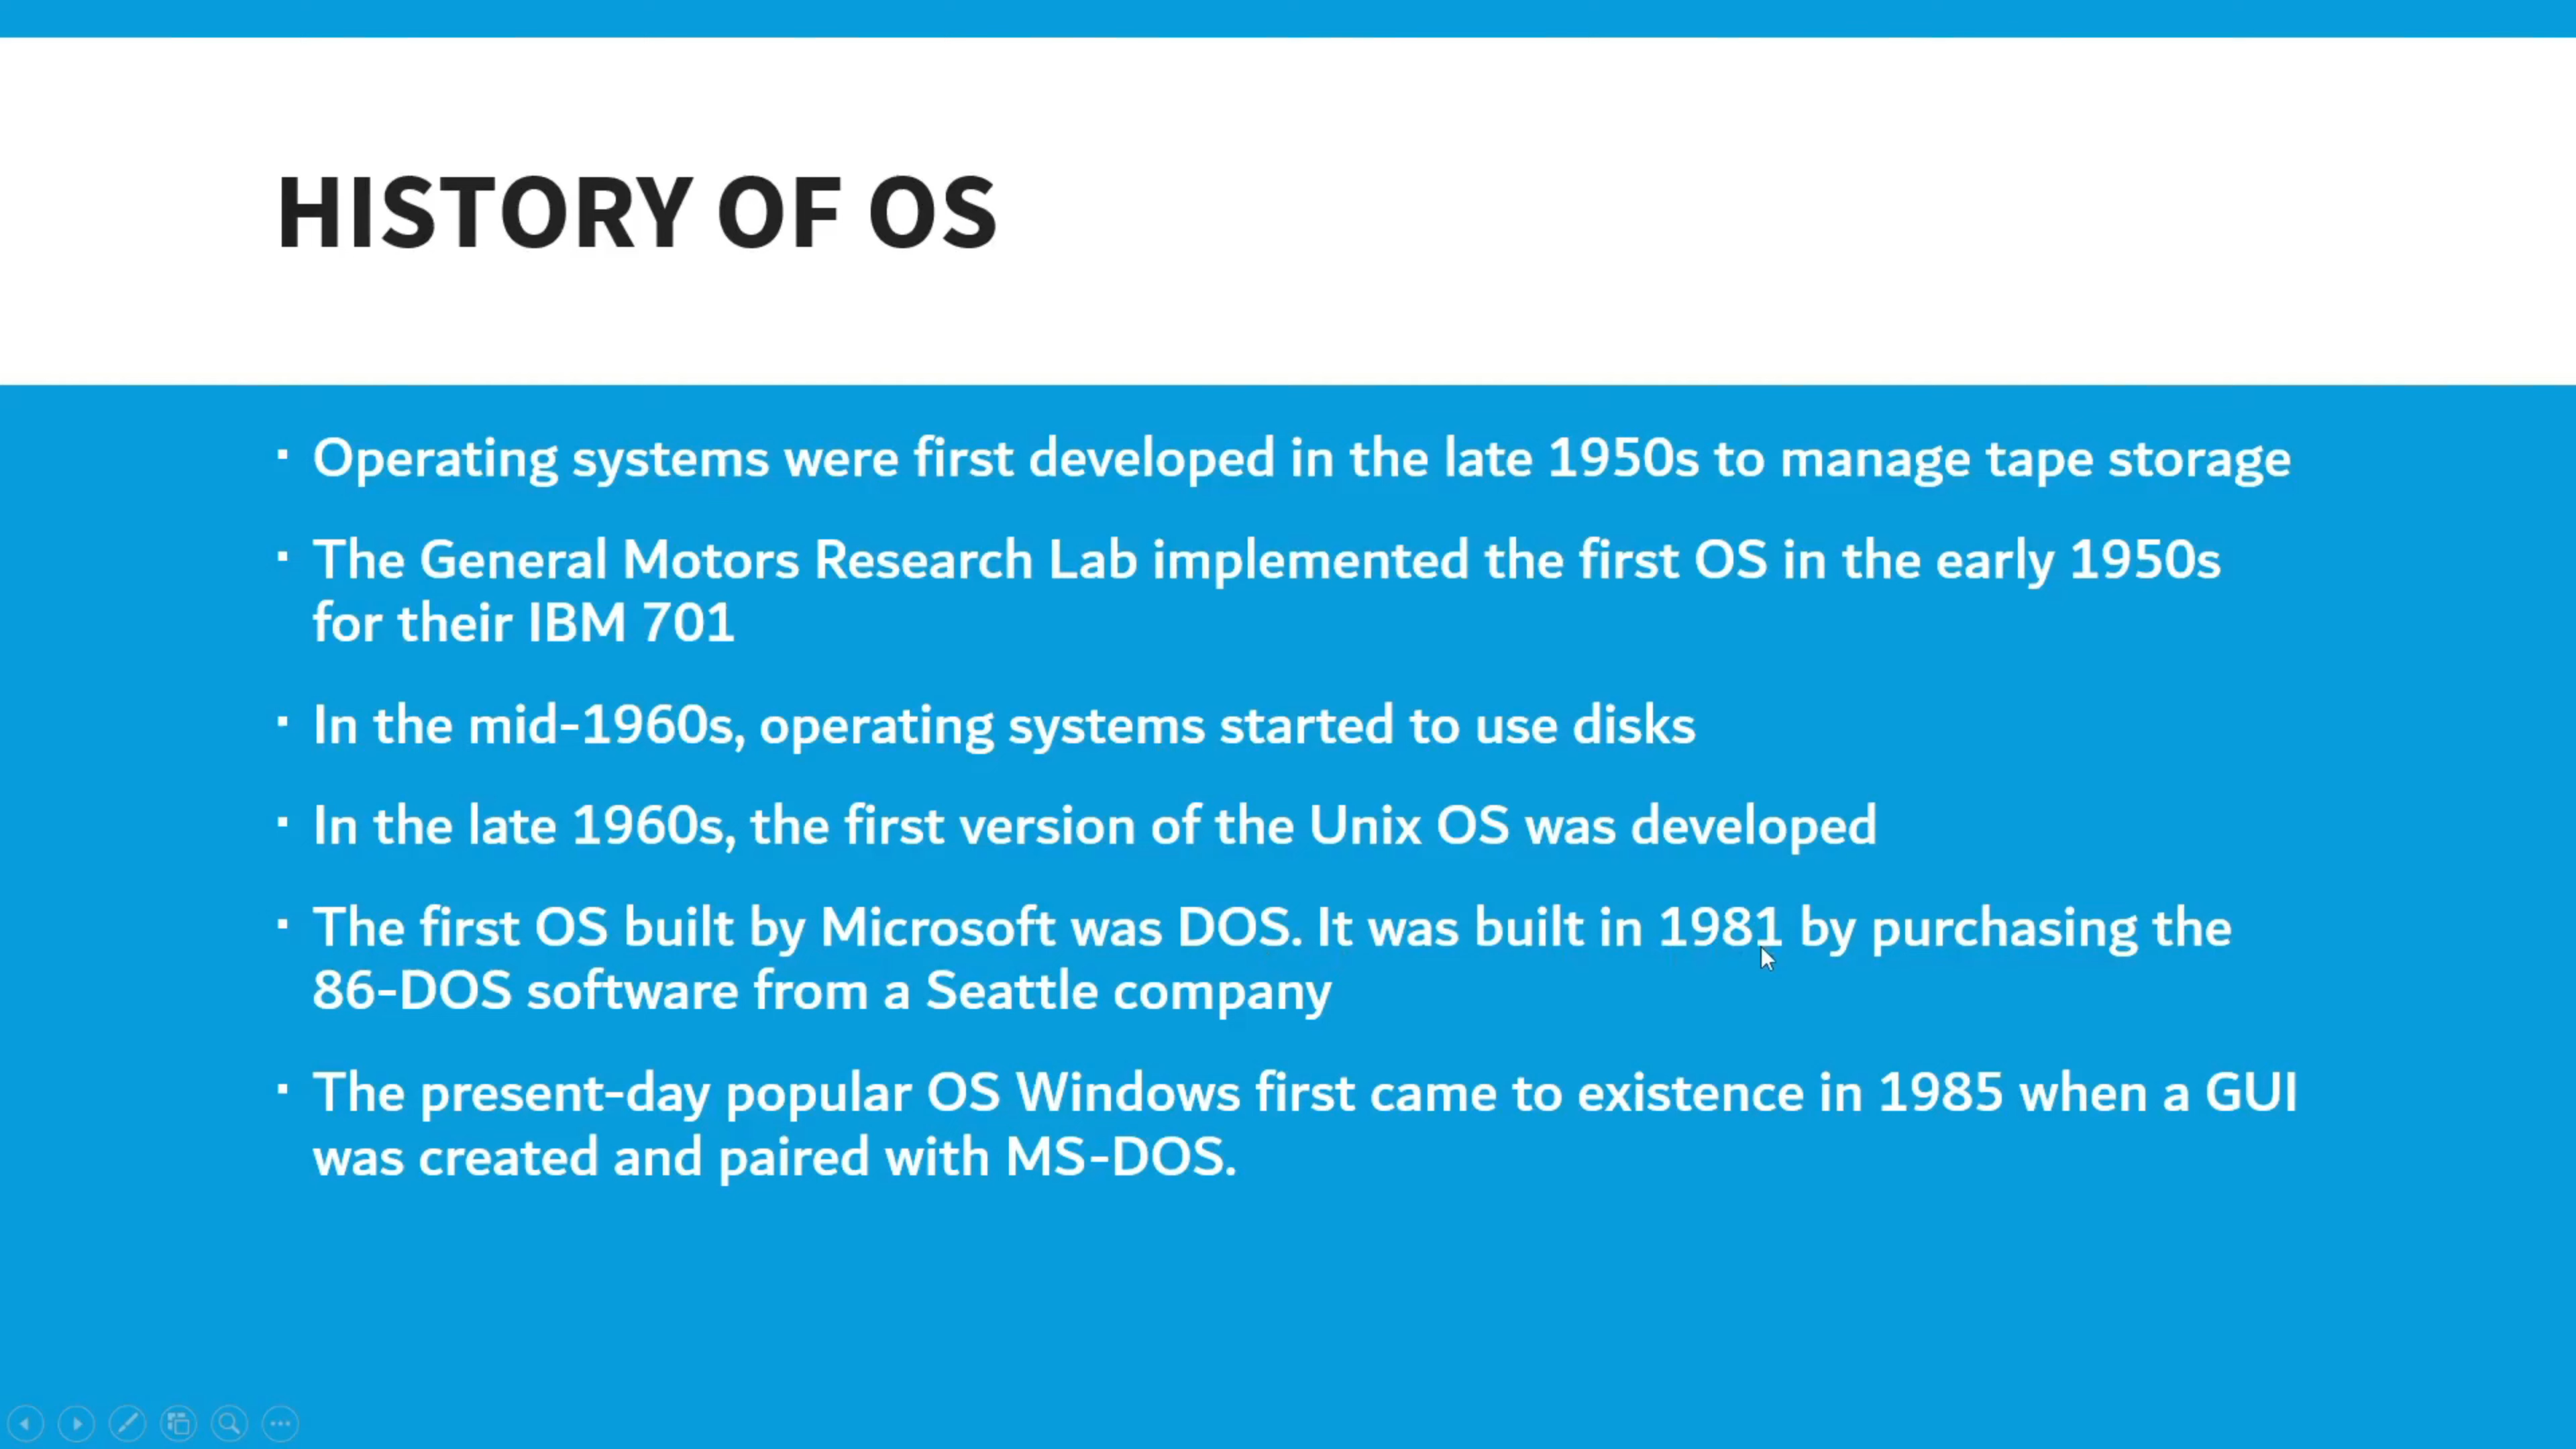 HISTORY OF OS
▪ Operating systems were first developed in the late 1950s to manage tape storage
▪ The General Motors Research Lab implemented the first OS in the early 1950s
for their IBM 701
▪ In the mid-1960s, operating systems started to use disks
▪ In the late 1960s, the first version of the Unix OS was developed
▪ The first OS built by Microsoft was DOS. It was built in 1981 by purchasing the
86-DOS software from a Seattle company
▪ The present-day popular OS Windows first came to existence in 1985 when a GUI
was created and paired with MS-DOS.